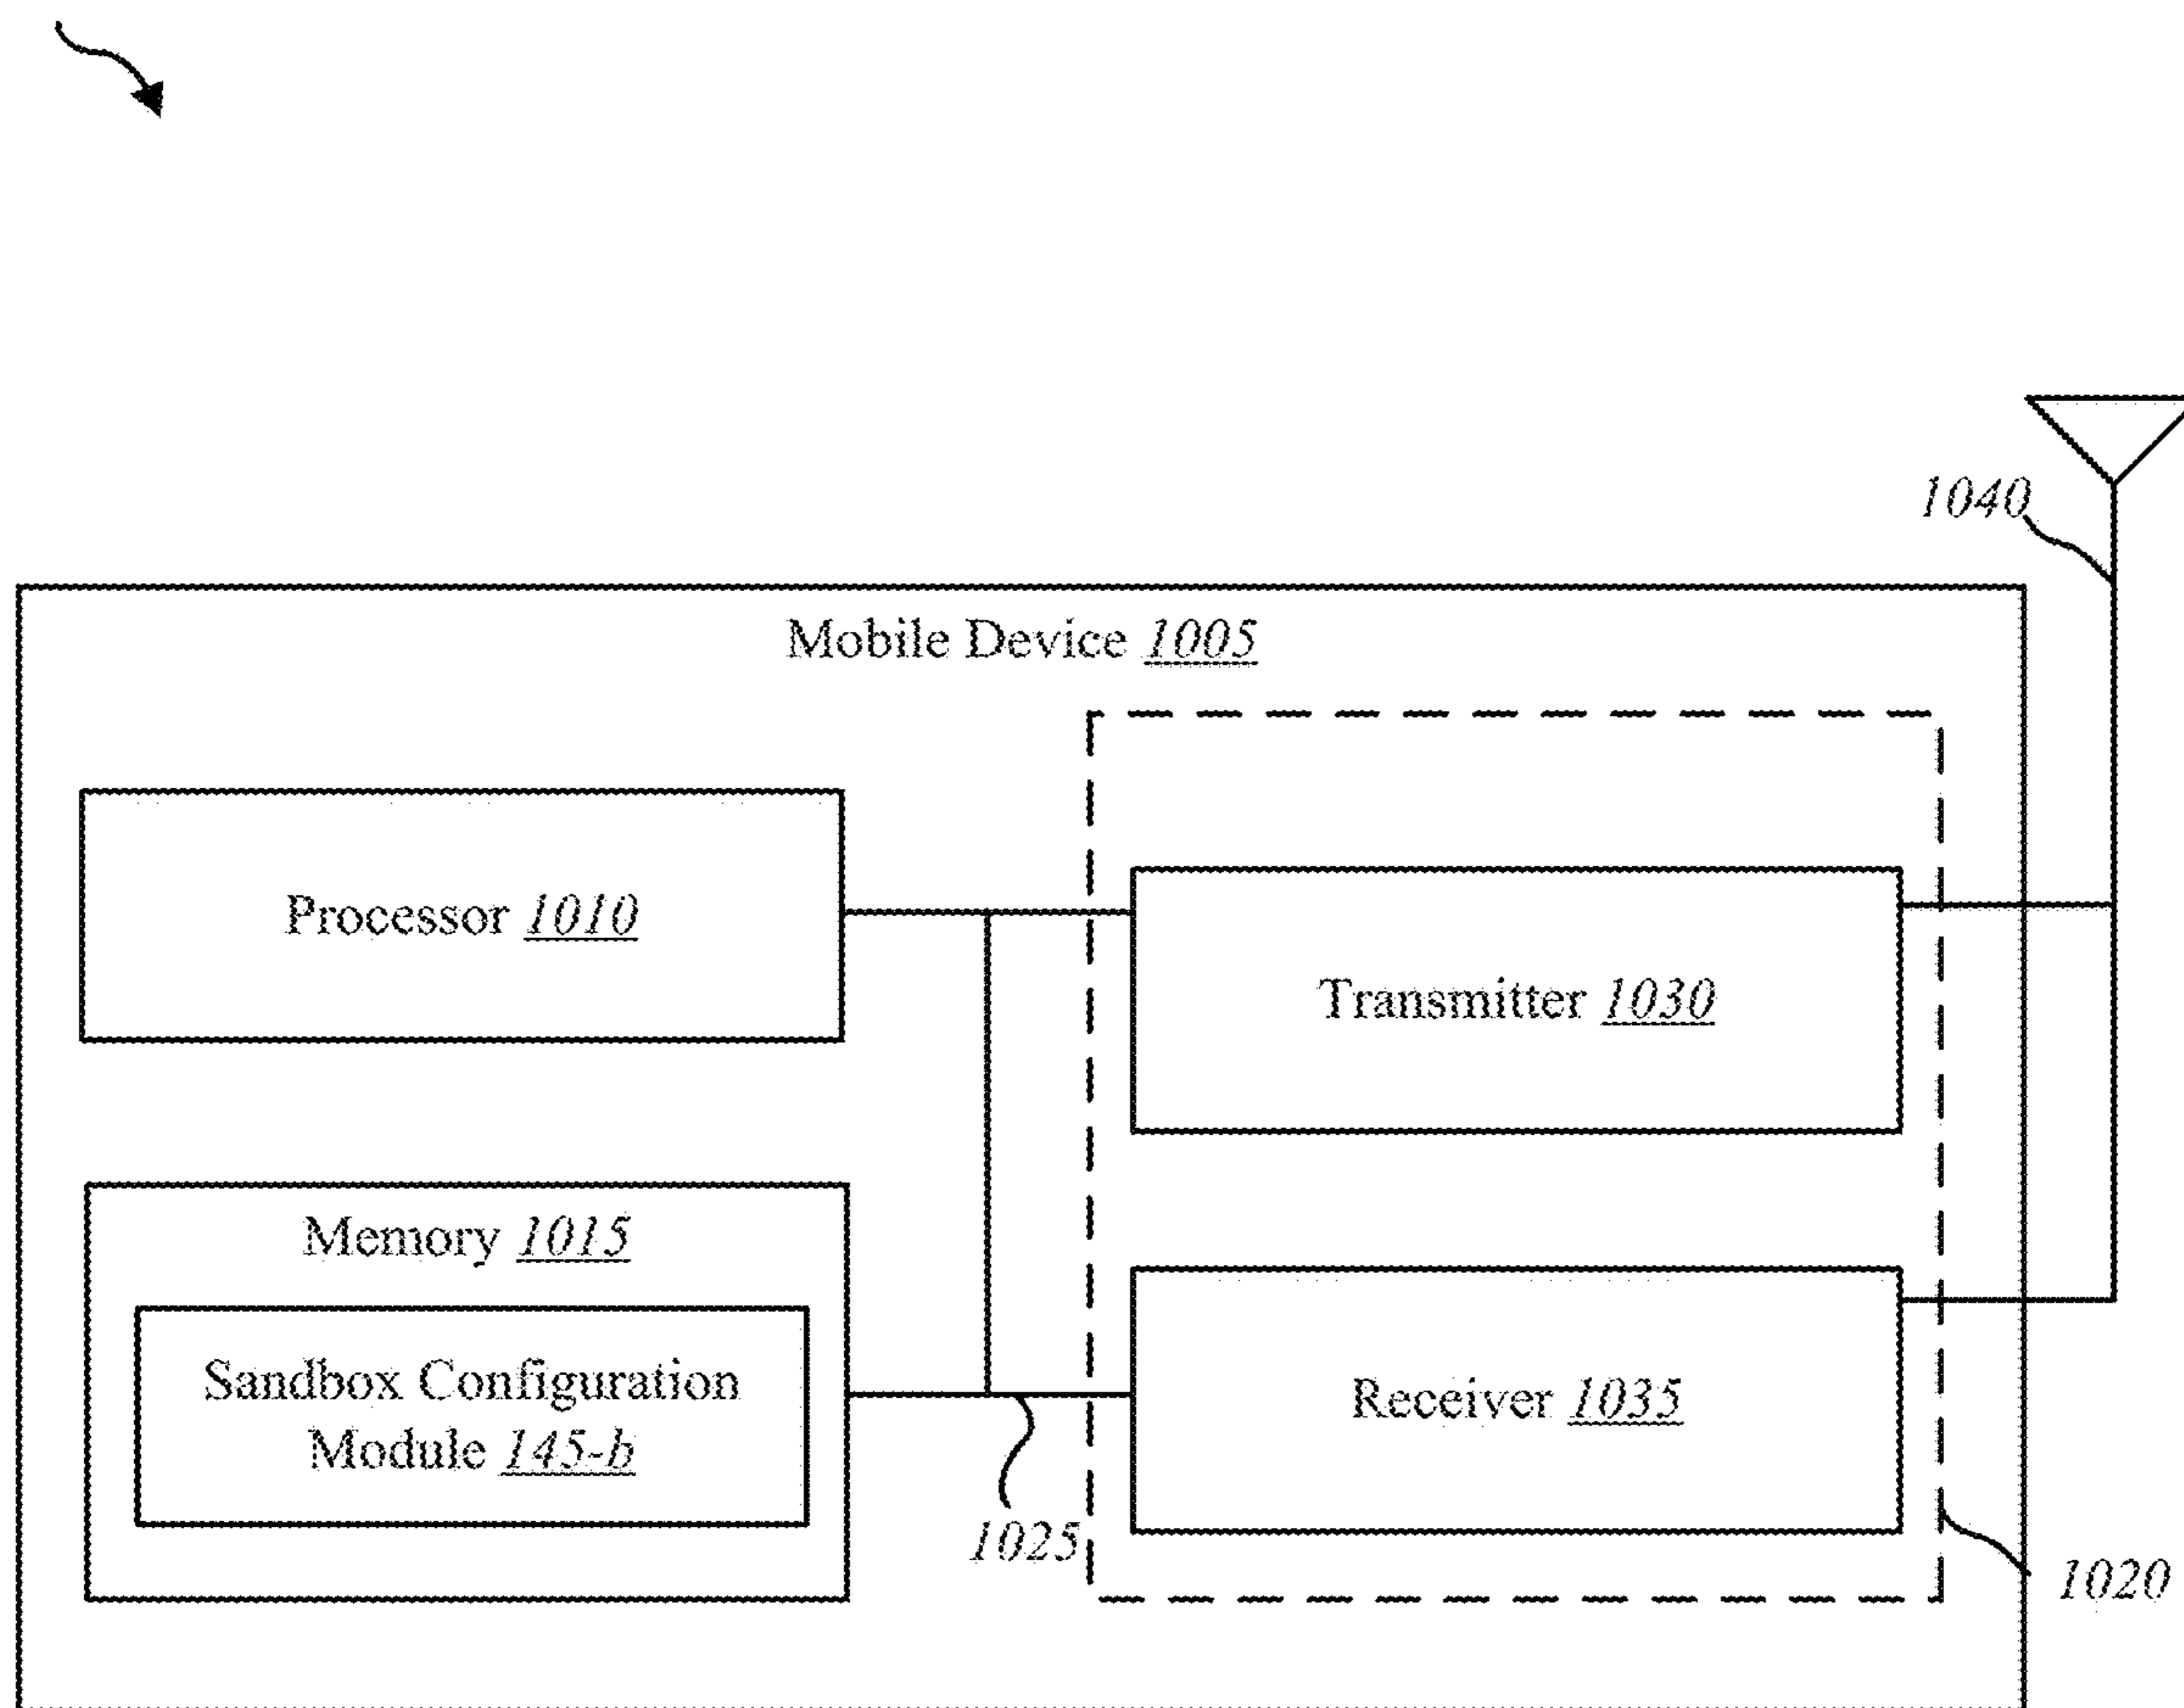 1040
Mobile Device 1005
Processor 1010
Transmitter 1030
Memory 1015
Sandbox Configuration
Module 145-b
Receiver 1035
1025
1020